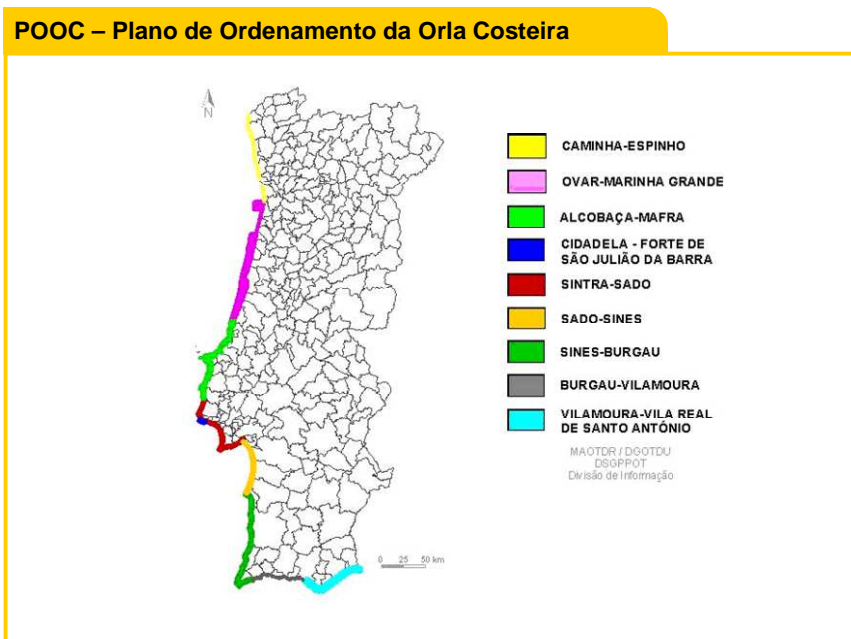 POOC – Plano de Ordenamento da Orla Costeira
N
CAMINHA-ESPINHO
OVAR-MARINHA GRANDE
ALCOBAÇA-MAFRA
CIDADELA - FORTE DE
SÃO JULIÃO DA BARRA
SINTRA-SADO
SADO-SINES
SINES-BURGAU
BURGAU-VILAMOURA
VILAMOURA-VILA REAL
DE SANTO ANTÓNIO
MAOTDR / DGOTDU
DSGPPOT
Divisão de Informação
0 25 50 km